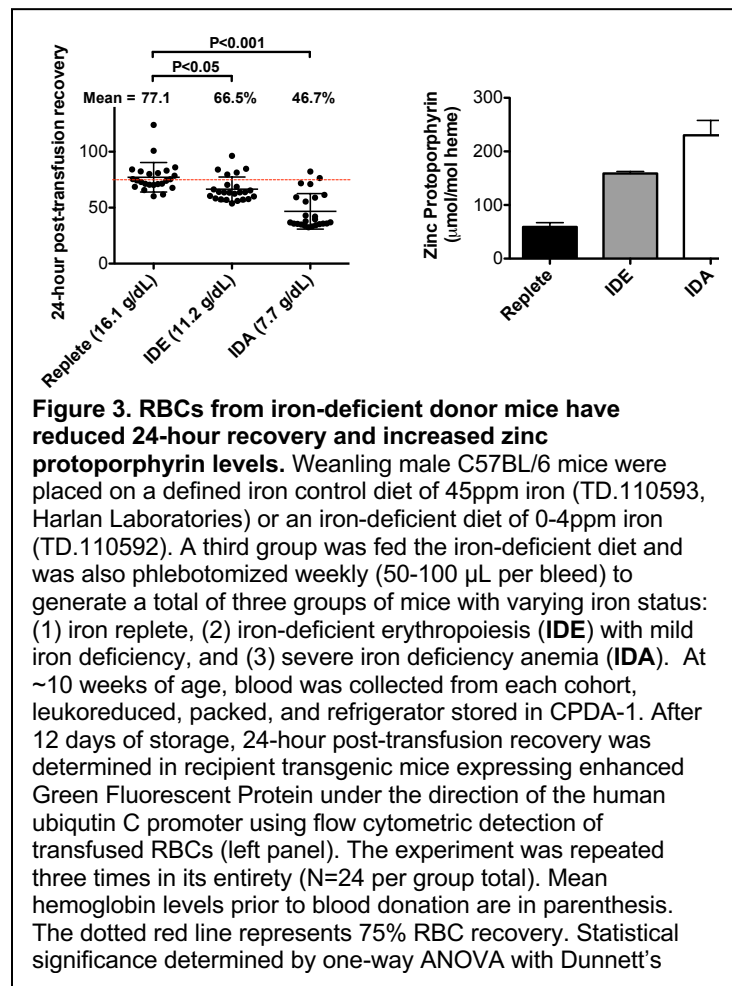 P<0.001
P<0.05
Mean = 77.1 66.5% 46.7%
24-hour post-transfusion recovery
100
50
0
Replete (16.1 g/dL)
IDE (11.2 g/dL)
IDA (7.7 g/dL)
Zinc Protoporphyrin
(μmol/mol heme)
300
200
100
0
Replete
IDE
IDA
Figure 3. RBCs from iron-deficient donor mice have
reduced 24-hour recovery and increased zinc
protoporphyrin levels. Weanling male C57BL/6 mice were
placed on a defined iron control diet of 45ppm iron (TD.110593,
Harlan Laboratories) or an iron-deficient diet of 0-4ppm iron
(TD.110592). A third group was fed the iron-deficient diet and
was also phlebotomized weekly (50-100 μL per bleed) to
generate a total of three groups of mice with varying iron status:
(1) iron replete, (2) iron-deficient erythropoiesis (IDE) with mild
iron deficiency, and (3) severe iron deficiency anemia (IDA). At
~10 weeks of age, blood was collected from each cohort,
leukoreduced, packed, and refrigerator stored in CPDA-1. After
12 days of storage, 24-hour post-transfusion recovery was
determined in recipient transgenic mice expressing enhanced
Green Fluorescent Protein under the direction of the human
ubiqutin C promoter using flow cytometric detection of
transfused RBCs (left panel). The experiment was repeated
three times in its entirety (N=24 per group total). Mean
hemoglobin levels prior to blood donation are in parenthesis.
The dotted red line represents 75% RBC recovery. Statistical
significance determined by one-way ANOVA with Dunnett's